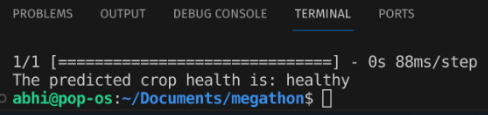 PROBLEMS OUTPUT DEBUG CONSOLE TERMINAL PORTS
1/1 [==============================] - 0s 88ms/step
The predicted crop health is: healthy
abhi@pop-os:~/Documents/megathon$